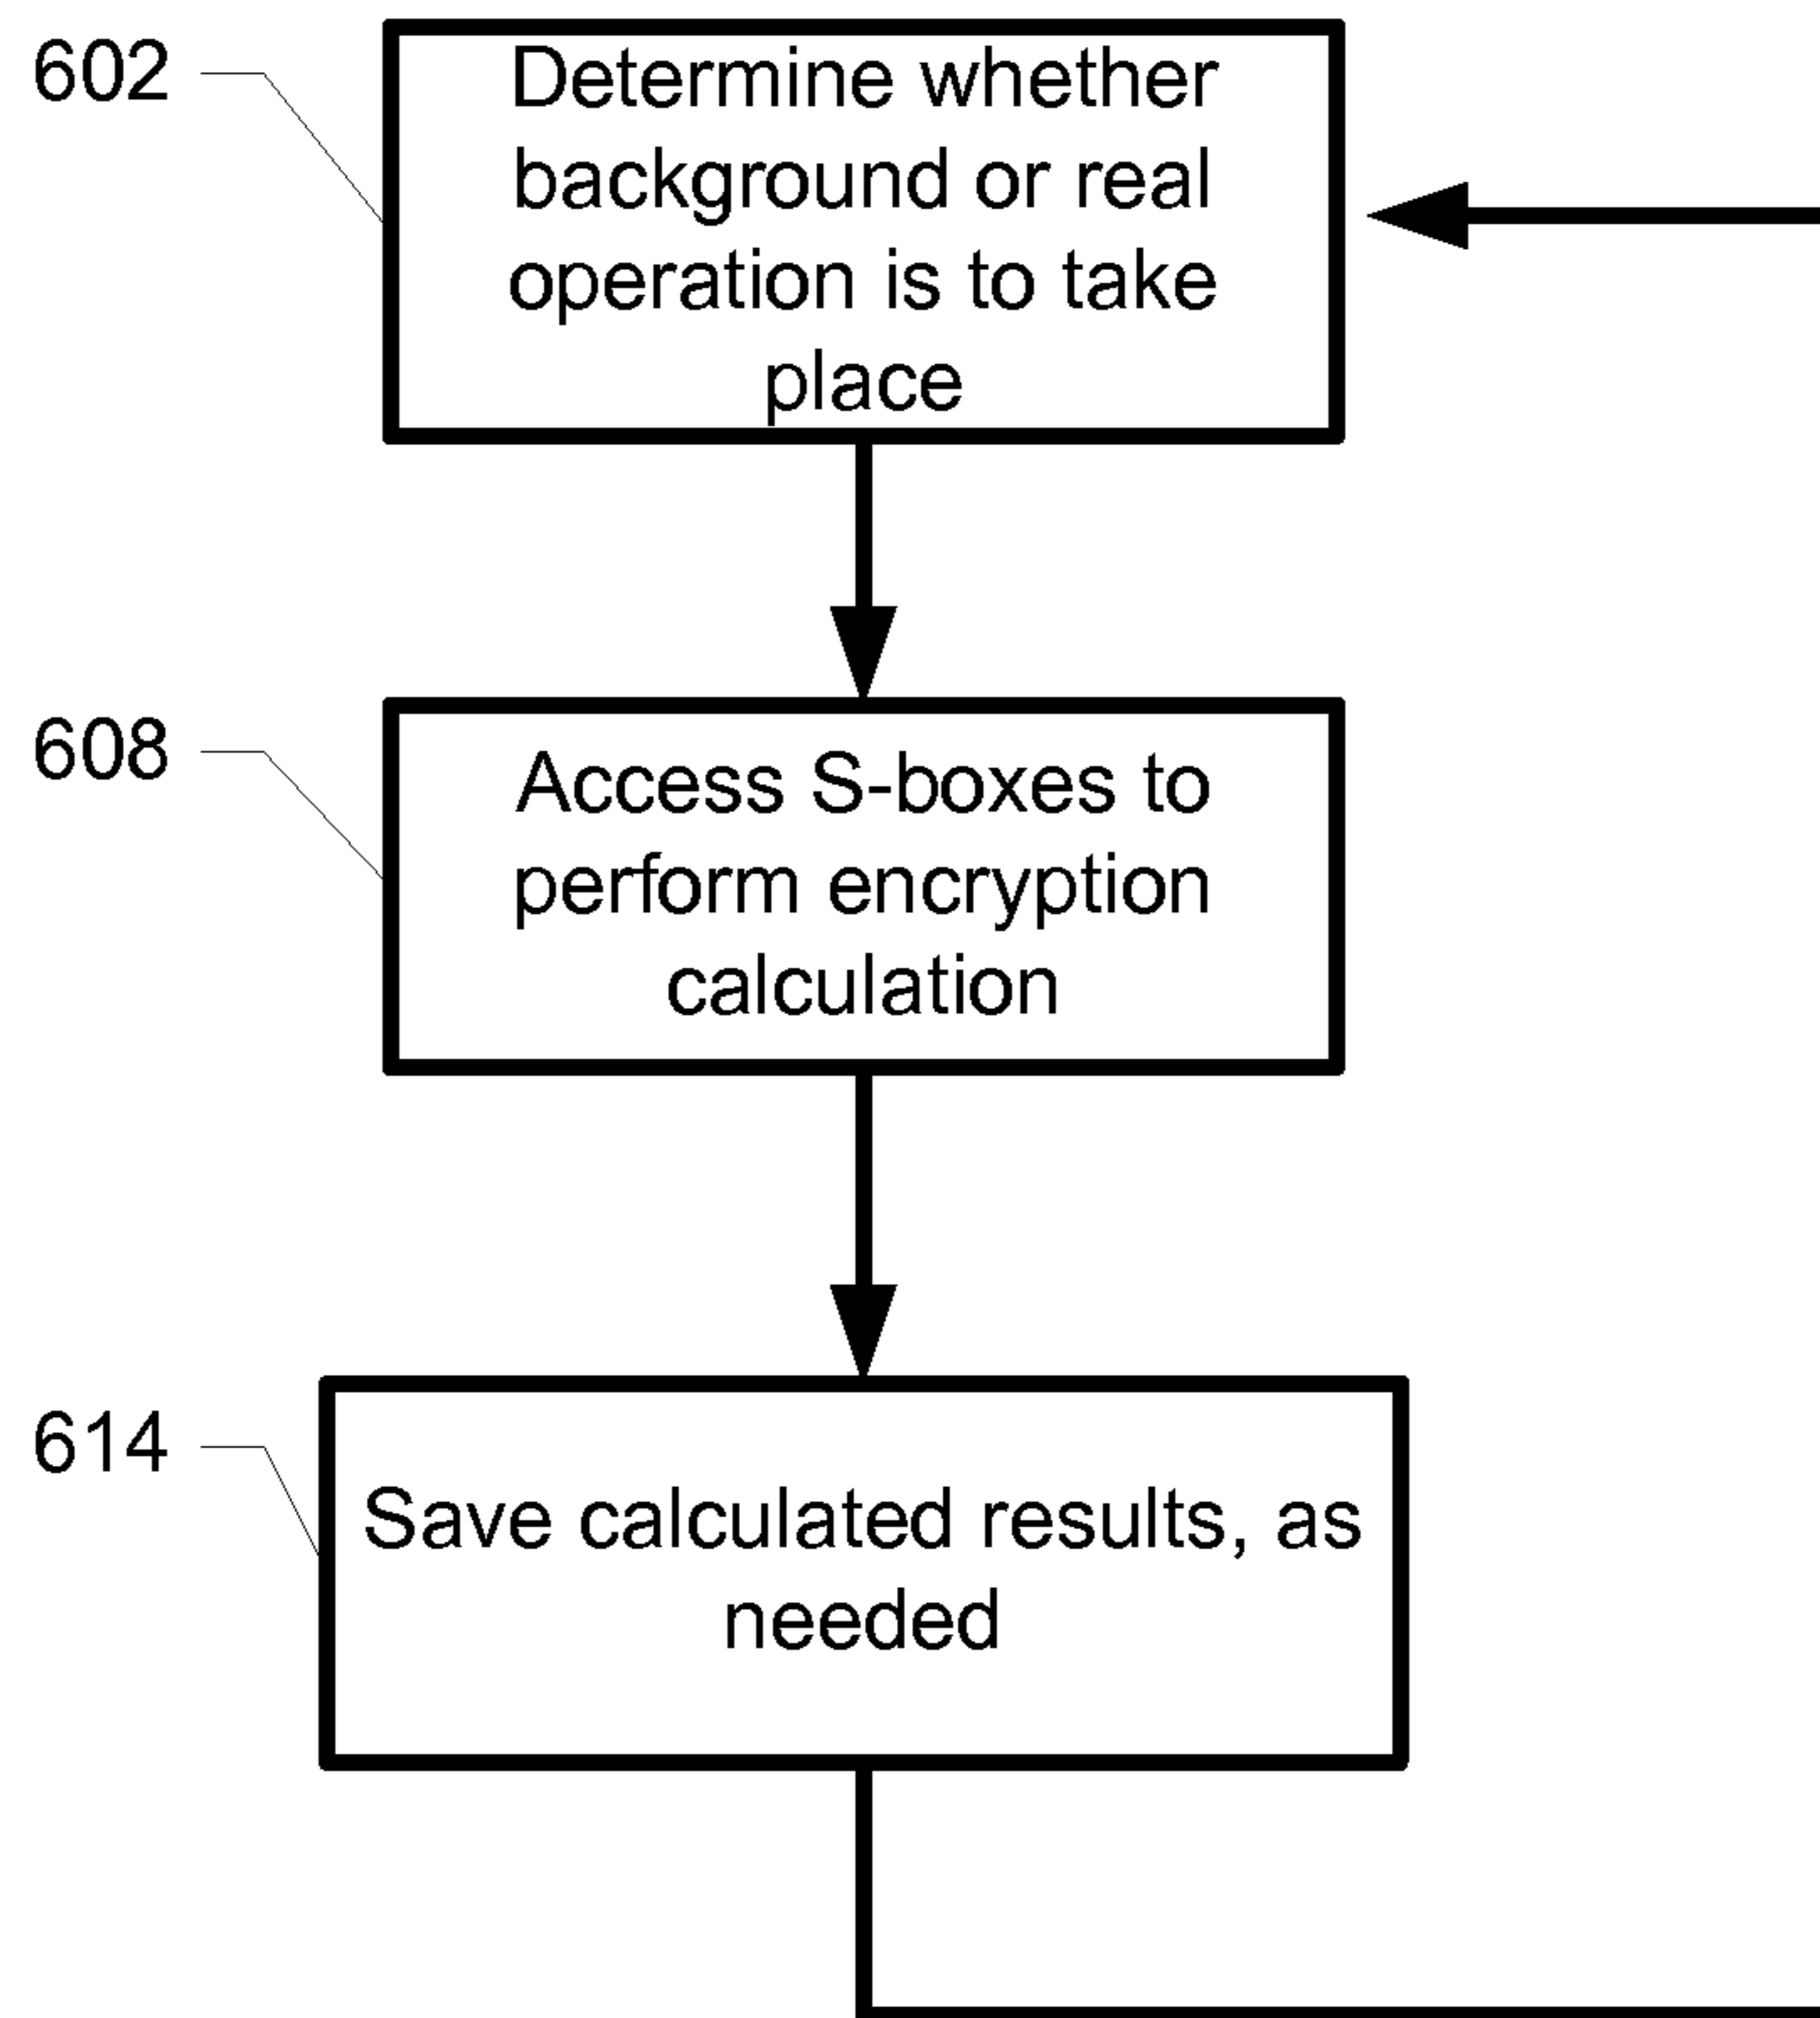 602
Determine whether
background or real
operation is to take
place
608
Access S-boxes to
perform encryption
calculation
614
Save calculated results, as
needed